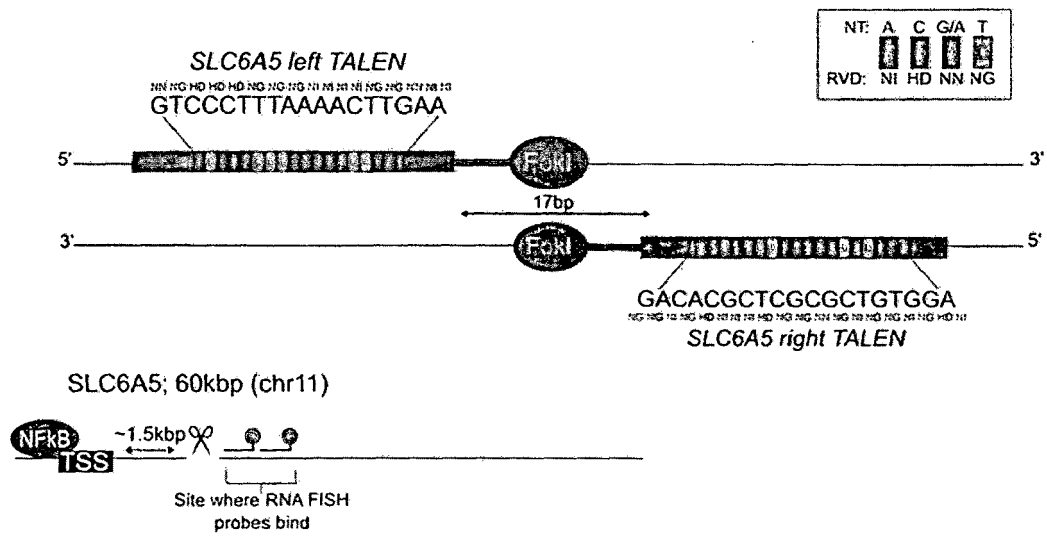 NT: A C G/A T
RVD: NI HD NN NG
SLC6A5 left TALEN
GTCCCTTTAAAACTTGAA
5'
FokI
3'
17bp
3'
FokI
5'
GACACGCTCGCGCTGTGGA
SLC6A5 right TALEN
SLC6A5; 60kbp (chr11)
NFkB
~1.5kbp
TSS
Site where RNA FISH
probes bind